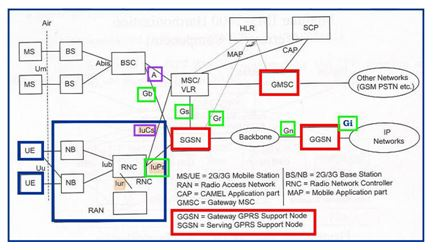 Air
HLR
SCP
MS
BS
Abis
BSC
A
MAP
CAP
Um
MS
BS
Gb
MSC/
VLR
GMSC
Other Networks
(GSM PSTN etc.)
Gs
Gr
IuCs
UE
NB
Iub
RNC
IuPs
SGSN
Backbone
Gn
GGSN
Gi
IP
Networks
Uu
Iur
UE
NB
RNC
RAN
MS/UE = 2G/3G Mobile Station
BS/NB = 2G/3G Base Station
RAN = Radio Access Network
RNC = Radio Network Controller
CAP = CAMEL Application part
MAP = Mobile Application part
GMSC = Gateway MSC
GGSN = Gateway GPRS Support Node
SGSN = Serving GPRS Support Node